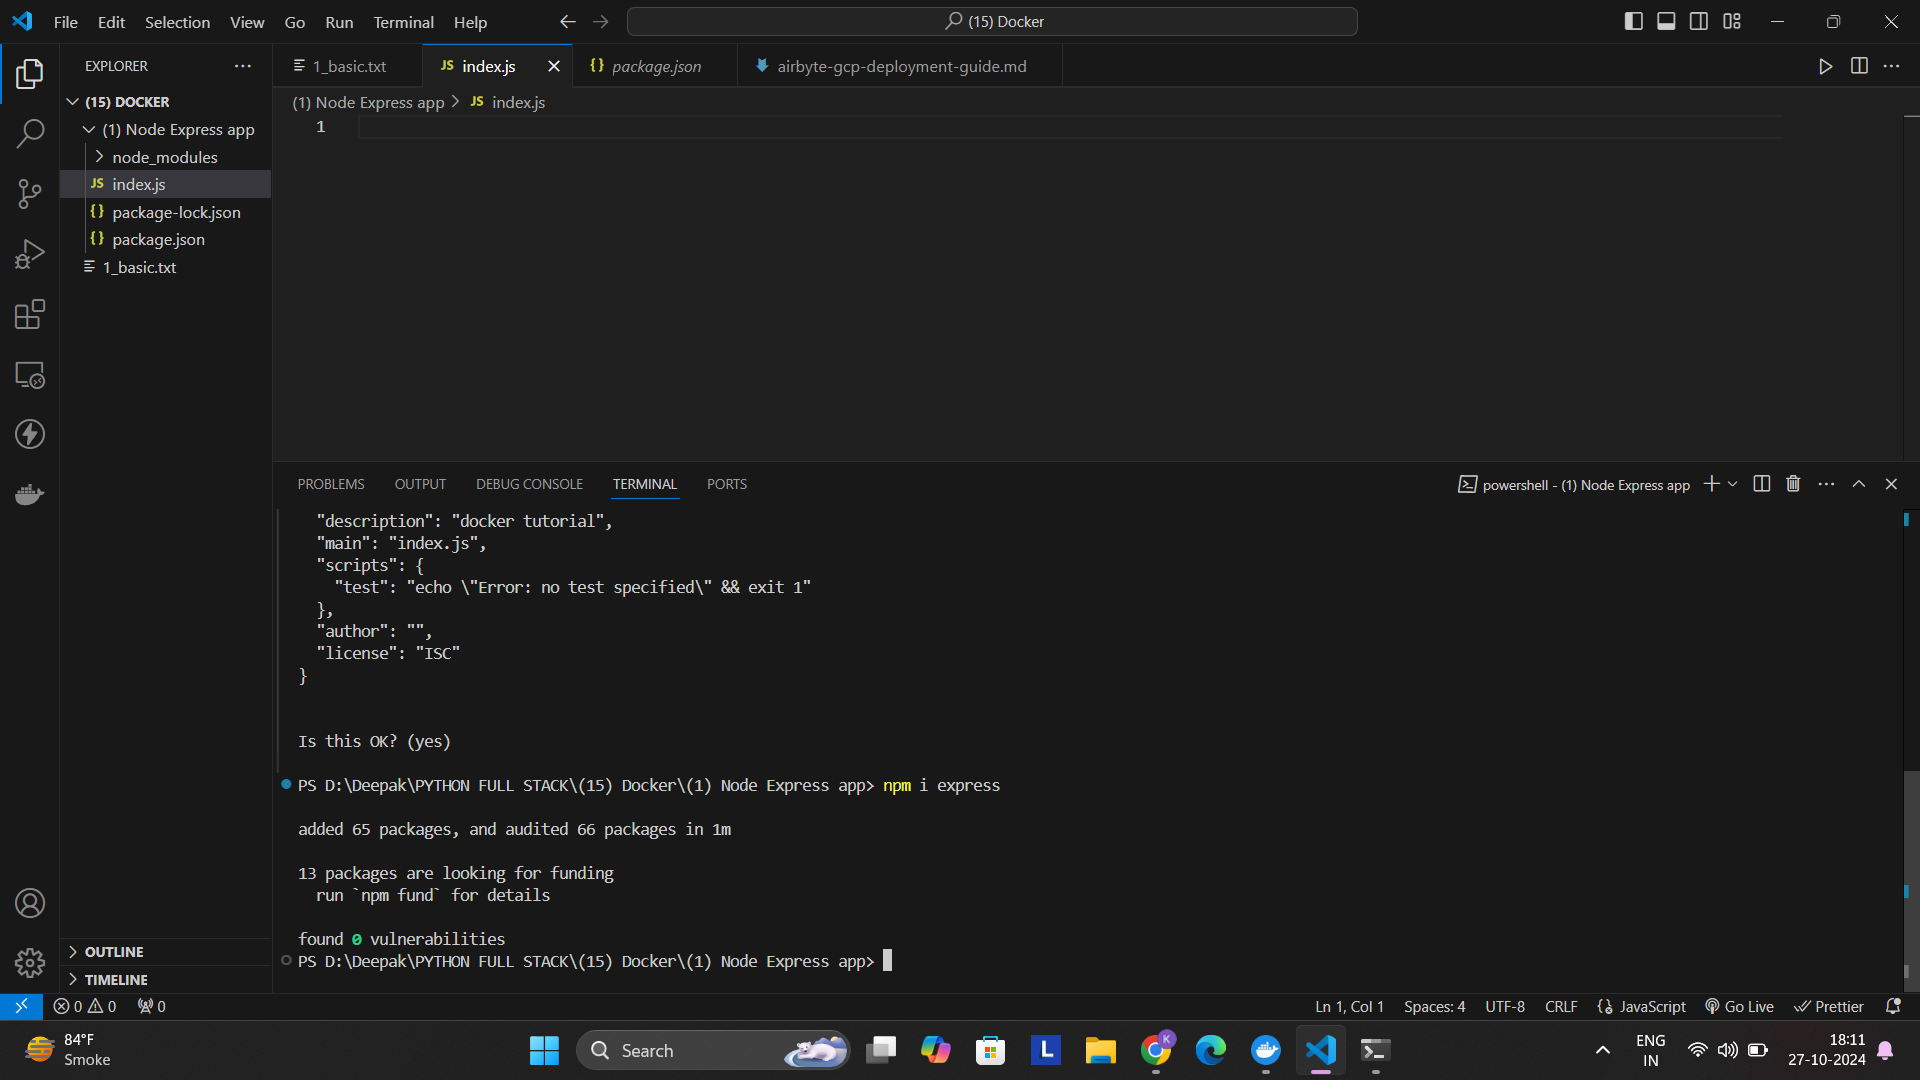 File Edit Selection View Go Run Terminal Help
(15) Docker
EXPLORER
(15) DOCKER
(1) Node Express app
node_modules
JS index.js
{} package-lock.json
{} package.json
1_basic.txt
OUTLINE
TIMELINE
1_basic.txt
JS index.js
{} package.json
airbyte-gcp-deployment-guide.md
(1) Node Express app > JS index.js
1
PROBLEMS OUTPUT DEBUG CONSOLE TERMINAL PORTS
powershell - (1) Node Express app
"description": "docker tutorial",
"main": "index.js",
"scripts": {
"test": "echo \"Error: no test specified\" && exit 1"
},
"author": "",
"license": "ISC"
}
Is this OK? (yes)
PS D:\Deepak\PYTHON FULL STACK\(15) Docker\(1) Node Express app> npm i express
added 65 packages, and audited 66 packages in 1m
13 packages are looking for funding
run `npm fund` for details
found 0 vulnerabilities
PS D:\Deepak\PYTHON FULL STACK\(15) Docker\(1) Node Express app>
0 0 0
Ln 1, Col 1 Spaces: 4 UTF-8 CRLF {} JavaScript Go Live Prettier
84°F
Smoke
Search
L
K
ENG
IN
18:11
27-10-2024